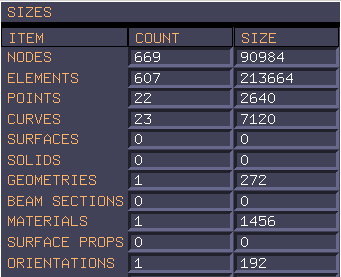 SIZES
ITEM COUNT SIZE
NODES 669 90984
ELEMENTS 607 213664
POINTS 22 2640
CURVES 23 7120
SURFACES 0 0
SOLIDS 0 0
GEOMETRIES 1 272
BEAM SECTIONS 0 0
MATERIALS 1 1456
SURFACE PROPS 0 0
ORIENTATIONS 1 192